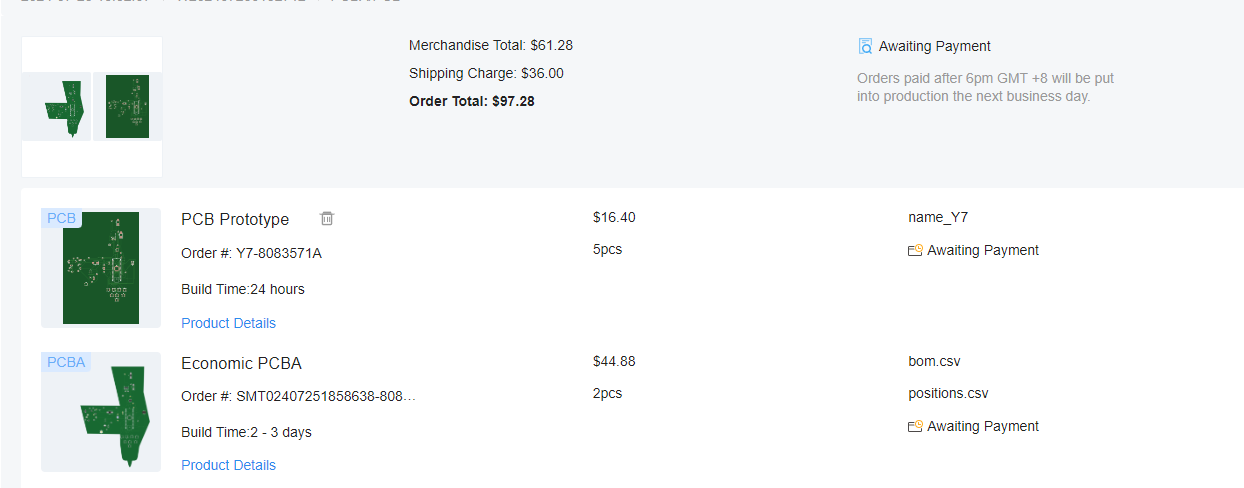 Merchandise Total: $61.28
Shipping Charge: $36.00
Order Total: $97.28
Awaiting Payment
Orders paid after 6pm GMT +8 will be put
into production the next business day.
PCB
PCB Prototype
Order #: Y7-8083571A
Build Time:24 hours
Product Details
$16.40
5pcs
name_Y7
Awaiting Payment
PCBA
Economic PCBA
Order #: SMT02407251858638-808...
Build Time:2 - 3 days
Product Details
$44.88
2pcs
bom.csv
positions.csv
Awaiting Payment